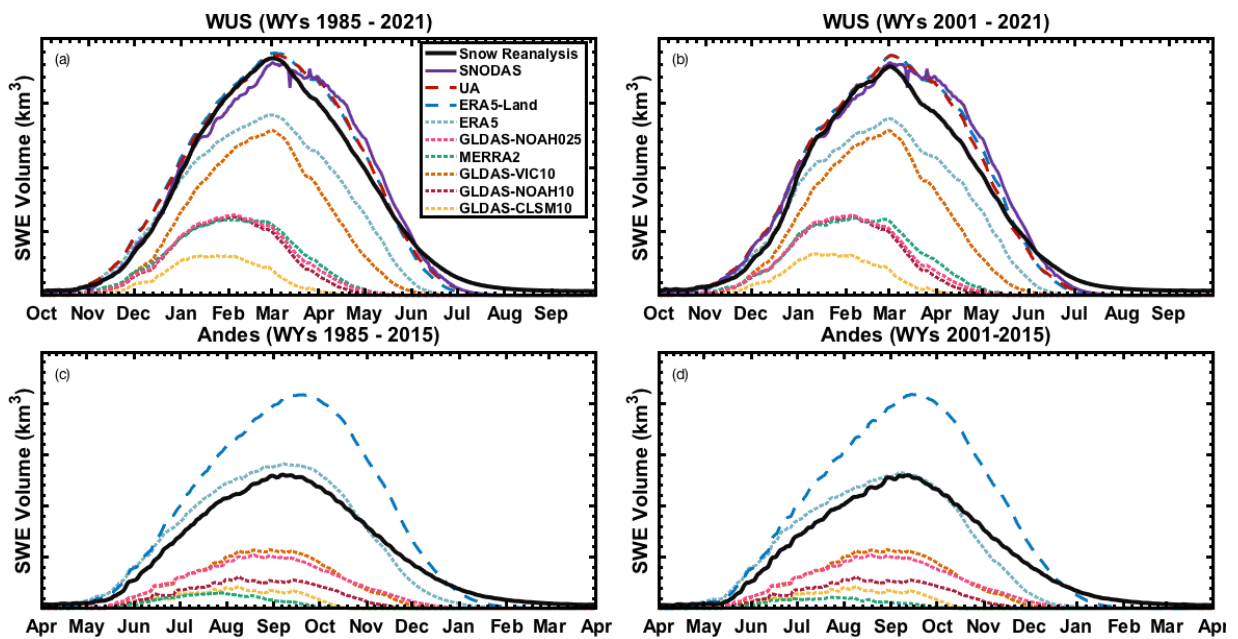 WUS (WYs 1985 - 2021)
WUS (WYs 2001 - 2021)
(a)
Snow Reanalysis
SNODAS
UA
ERA5-Land
ERA5
GLDAS-NOAH025
MERRA2
GLDAS-VIC10
GLDAS-NOAH10
GLDAS-CLSM10
(b)
SWE Volume (km³)
SWE Volume (km³)
Oct Nov Dec Jan Feb Mar Apr May Jun Jul Aug Sep
Oct Nov Dec Jan Feb Mar Apr May Jun Jul Aug Sep
Andes (WYs 1985 - 2015)
Andes (WYs 2001-2015)
(c)
(d)
SWE Volume (km³)
SWE Volume (km³)
Apr May Jun Jul Aug Sep Oct Nov Dec Jan Feb Mar Apr
Apr May Jun Jul Aug Sep Oct Nov Dec Jan Feb Mar Apr